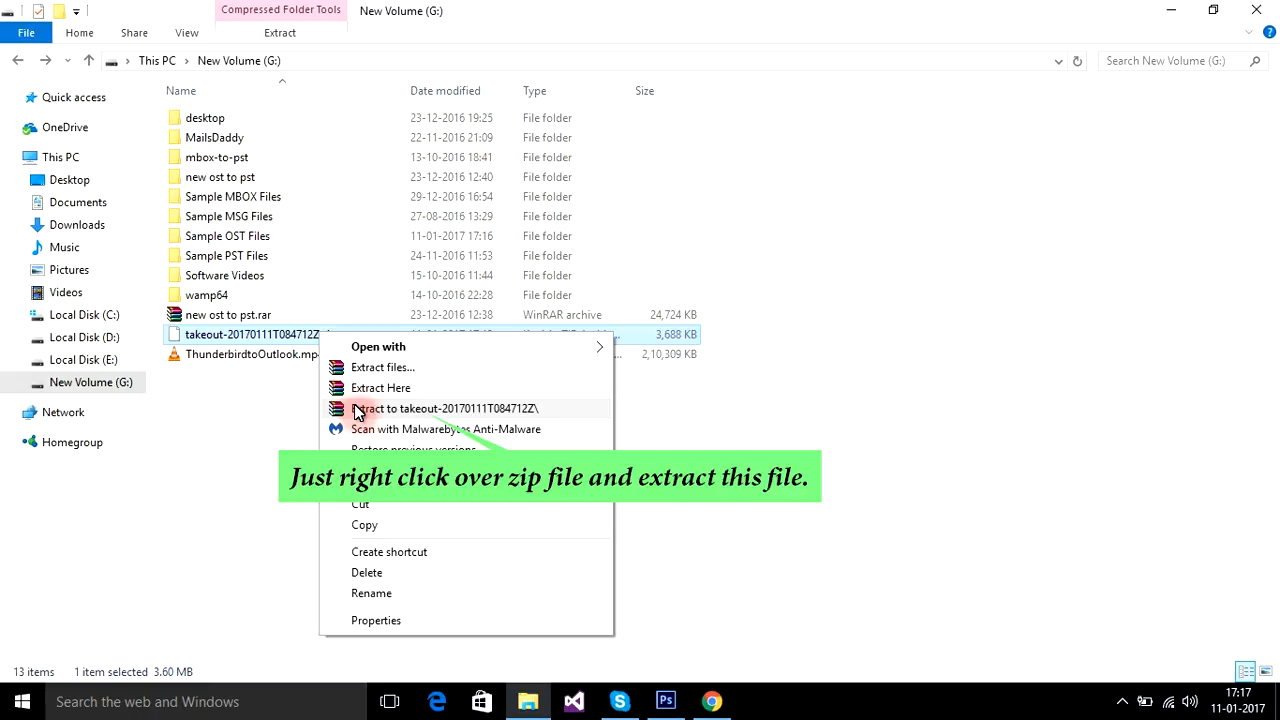 Compressed Folder Tools
New Volume (G:)
File
Home
Share
View
Extract
This PC
New Volume (G:)
Search New Volume (G:)
Name
Date modified
Type
Size
Quick access
OneDrive
This PC
Desktop
Documents
Downloads
Music
Pictures
Videos
Local Disk (C:)
Local Disk (D:)
Local Disk (E:)
New Volume (G:)
Network
Homegroup
desktop 23-12-2016 19:25 File folder
MailsDaddy 22-11-2016 21:09 File folder
mbox-to-pst 13-10-2016 18:41 File folder
new ost to pst 23-12-2016 12:40 File folder
Sample MBOX Files 29-12-2016 16:54 File folder
Sample MSG Files 27-08-2016 13:29 File folder
Sample OST Files 11-01-2017 17:16 File folder
Sample PST Files 24-11-2016 11:53 File folder
Software Videos 15-10-2016 11:44 File folder
wamp64 14-10-2016 22:28 File folder
new ost to pst.rar 23-12-2016 12:38 WinRAR archive 24,724 KB
takeout-20170111T084712Z 3,688 KB
ThunderbirdtoOutlook.mp 2,10,309 KB
Open with
Extract files...
Extract Here
Extract to takeout-20170111T084712Z\
Scan with Malwarebytes Anti-Malware
Restore previous versions
Just right click over zip file and extract this file.
Cut
Copy
Create shortcut
Delete
Rename
Properties
13 items 1 item selected 3.60 MB
Search the web and Windows
Ps
17:17
11-01-2017